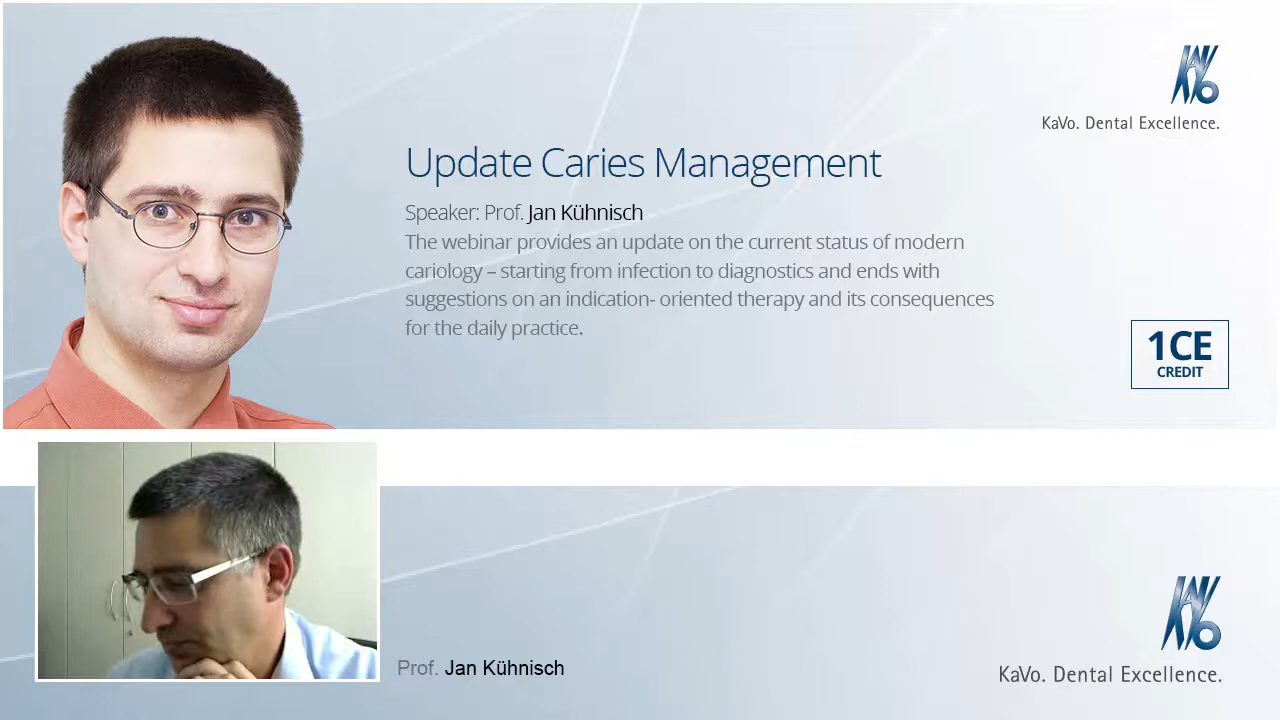 KaVo
KaVo. Dental Excellence.
Update Caries Management
Speaker: Prof. Jan Kühnisch
The webinar provides an update on the current status of modern
cariology – starting from infection to diagnostics and ends with
suggestions on an indication- oriented therapy and its consequences
for the daily practice.
1CE
CREDIT
Prof. Jan Kühnisch
KaVo
KaVo. Dental Excellence.